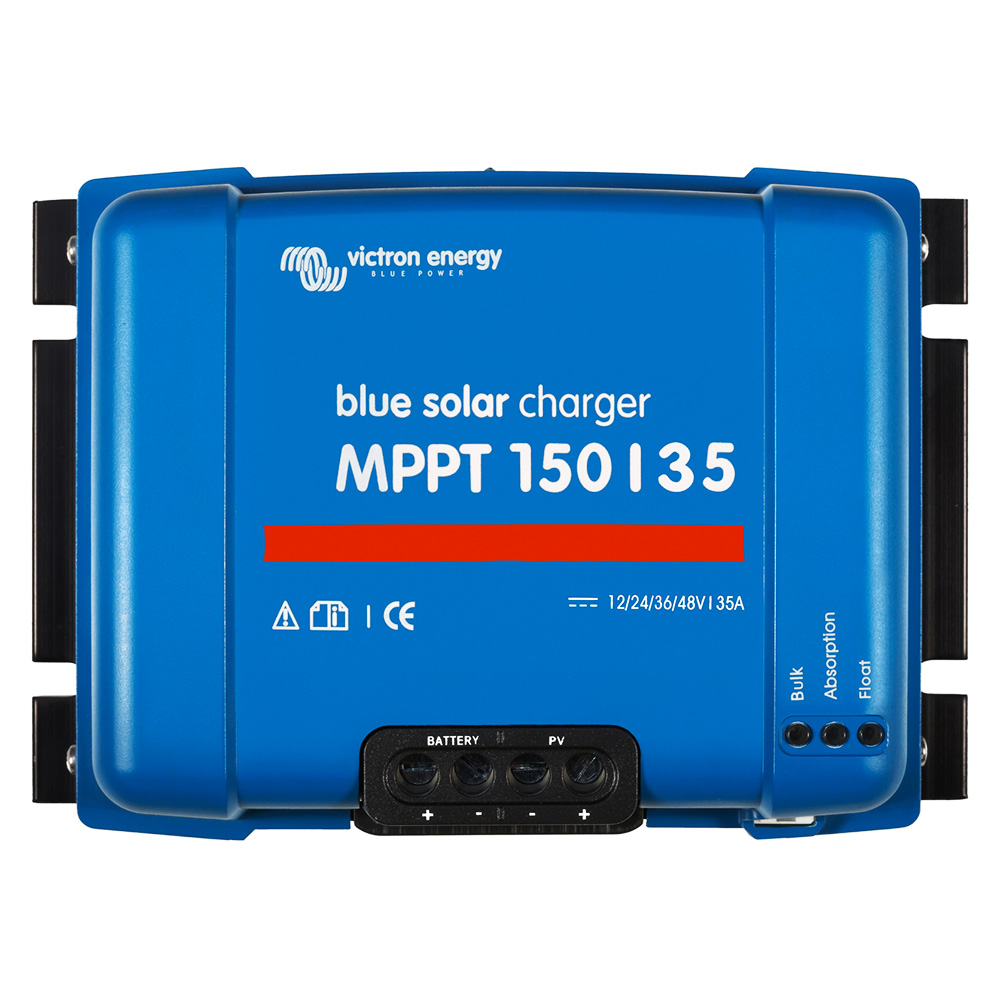 victron energy
BLUE POWER
blue solar charger
MPPT 150 | 35
CE
12/24/36/48V | 35A
Bulk
Absorption
Float
BATTERY PV
+ - - +